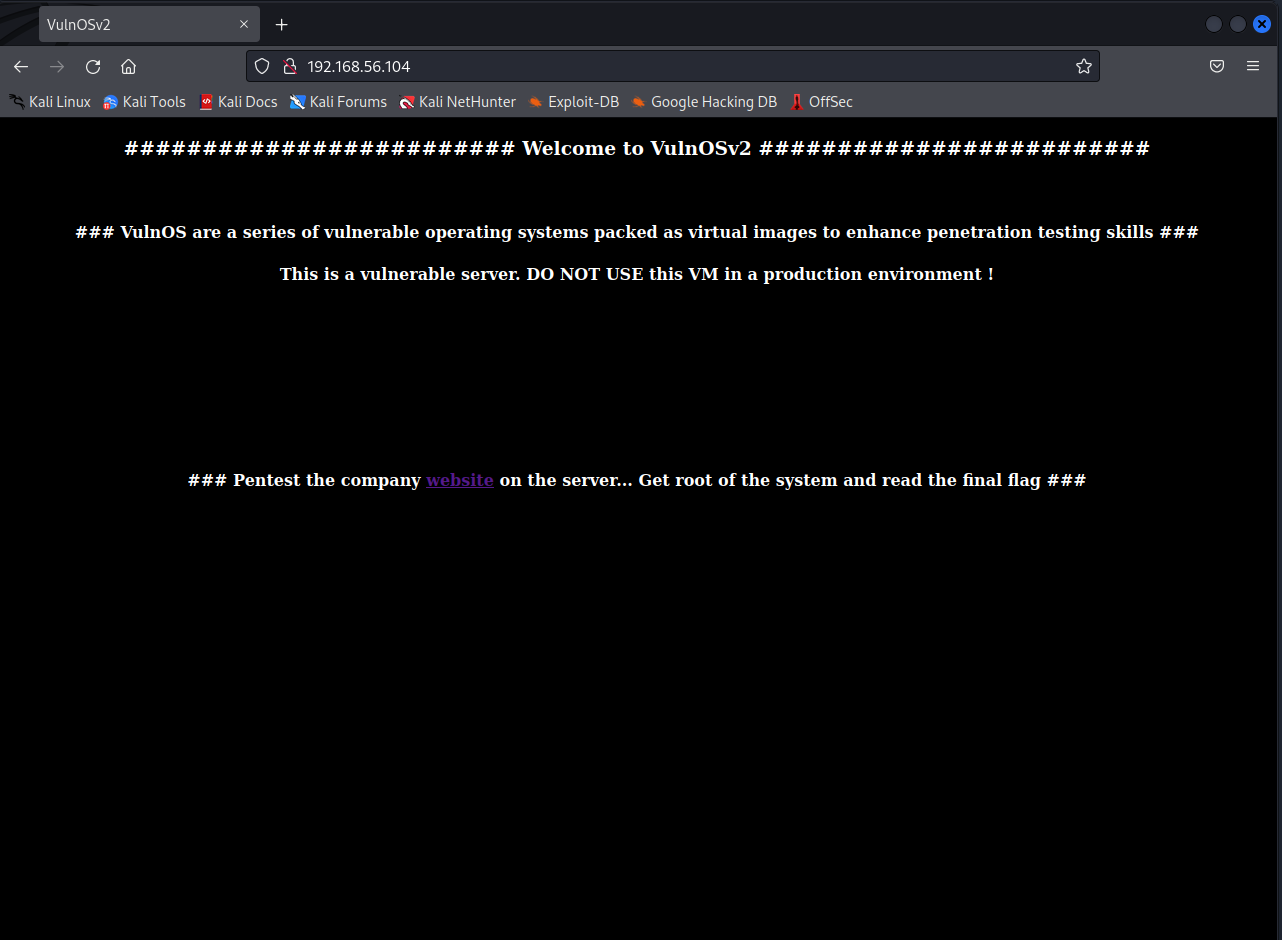 VulnOSv2
192.168.56.104
Kali Linux Kali Tools Kali Docs Kali Forums Kali NetHunter Exploit-DB Google Hacking DB OffSec
######################### Welcome to VulnOSv2 #########################
### VulnOS are a series of vulnerable operating systems packed as virtual images to enhance penetration testing skills ###
This is a vulnerable server. DO NOT USE this VM in a production environment !
### Pentest the company website on the server... Get root of the system and read the final flag ###